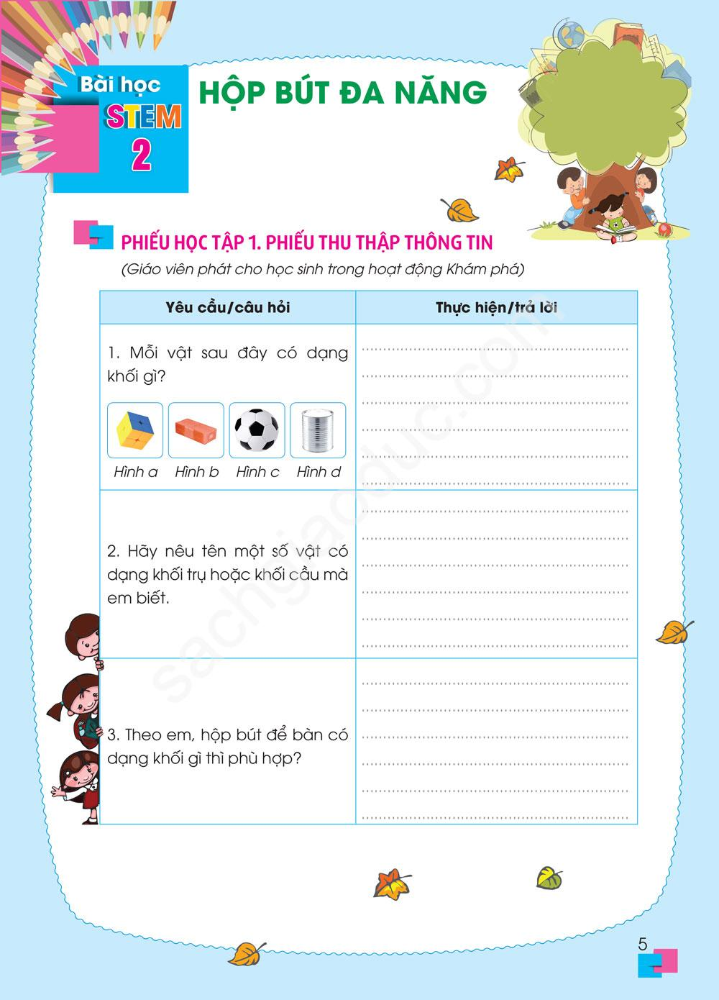 Bài học
STEM
2
HỘP BÚT ĐA NĂNG
PHIẾU HỌC TẬP 1. PHIẾU THU THẬP THÔNG TIN
(Giáo viên phát cho học sinh trong hoạt động Khám phá)
Yêu cầu/câu hỏi
Thực hiện/trả lời
1. Mỗi vật sau đây có dạng
khối gì?
Hình a
Hình b
Hình c
Hình d
2. Hãy nêu tên một số vật có
dạng khối trụ hoặc khối cầu mà
em biết.
3. Theo em, hộp bút để bàn có
dạng khối gì thì phù hợp?
sachgiaoduc.com
5